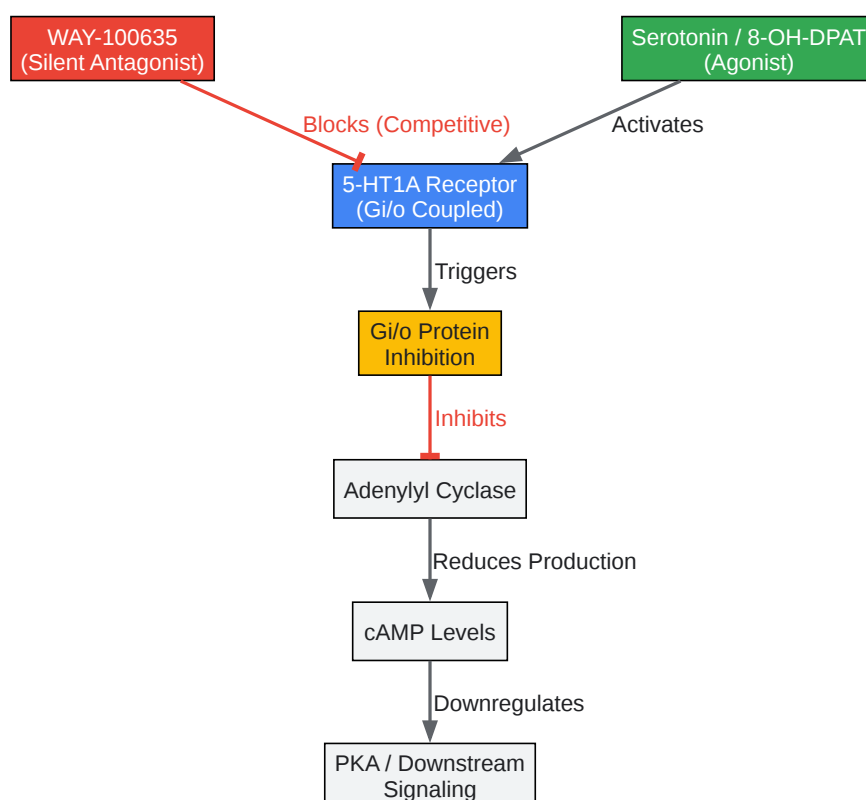 WAY-100635
(Silent Antagonist)
Serotonin / 8-OH-DPAT
(Agonist)
Blocks (Competitive)
Activates
5-HT1A Receptor
(Gi/o Coupled)
Triggers
Gi/o Protein
Inhibition
Inhibits
Adenylyl Cyclase
Reduces Production
cAMP Levels
Downregulates
PKA / Downstream
Signaling